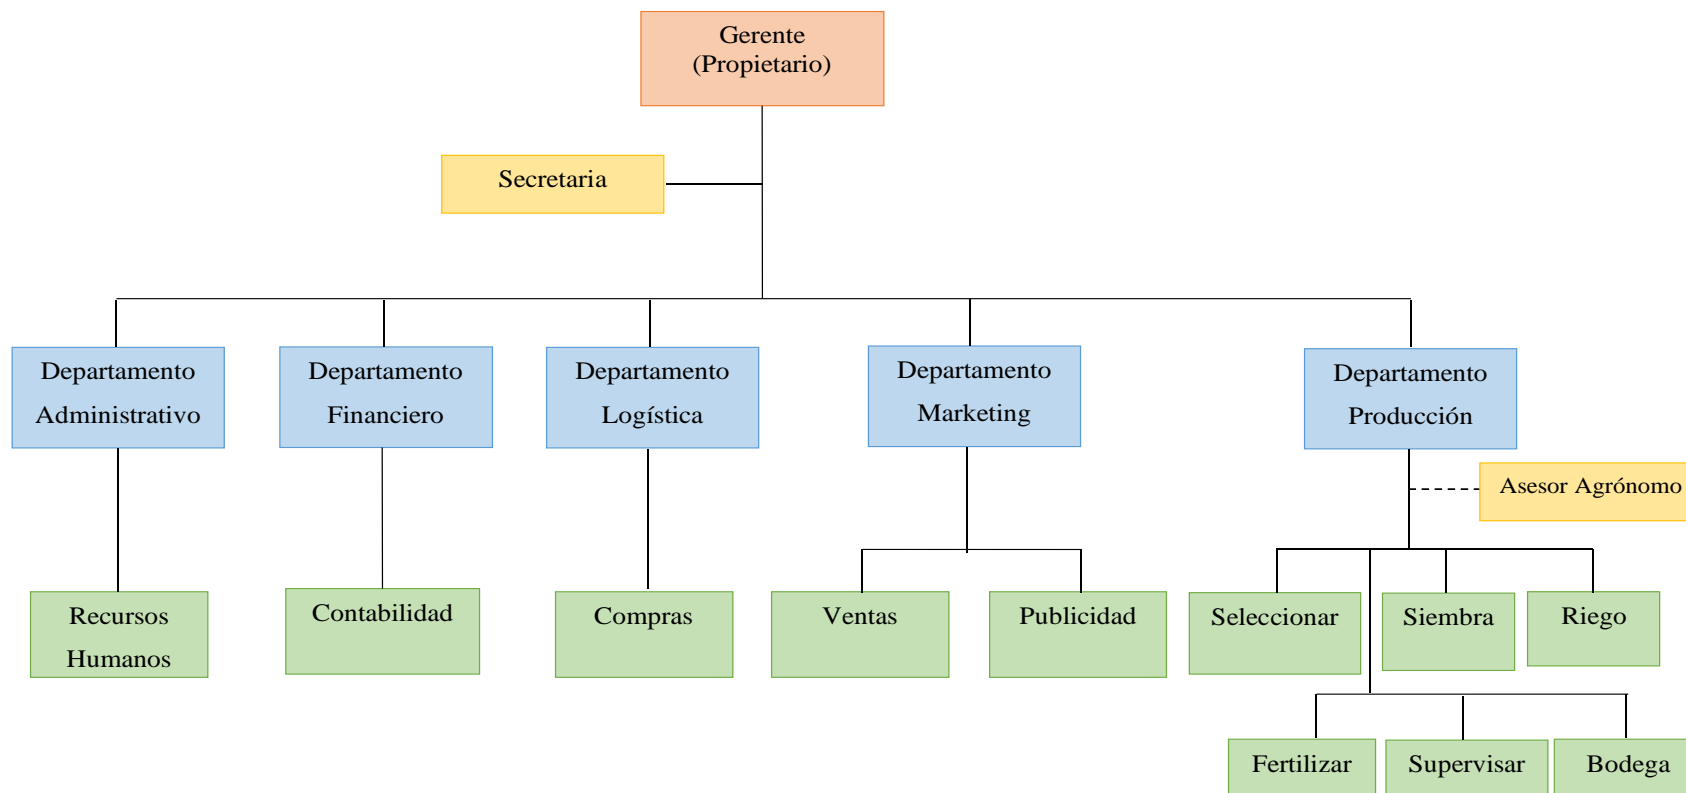 Gerente
(Propietario)
Secretaria
Departamento
Administrativo
Departamento
Financiero
Departamento
Logística
Departamento
Marketing
Departamento
Producción
Asesor Agrónomo
Recursos
Humanos
Contabilidad
Compras
Ventas
Publicidad
Seleccionar
Siembra
Riego
Fertilizar
Supervisar
Bodega